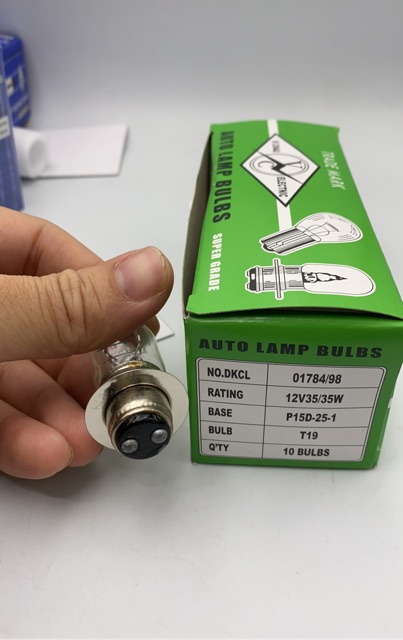 TRADE MARK
ELECTRIC
AUTO LAMP BULBS
SUPER GRADE
AUTO LAMP BULBS
NO.DKCL 01784/98
RATING 12V35/35W
BASE P15D-25-1
BULB T19
Q'TY 10 BULBS